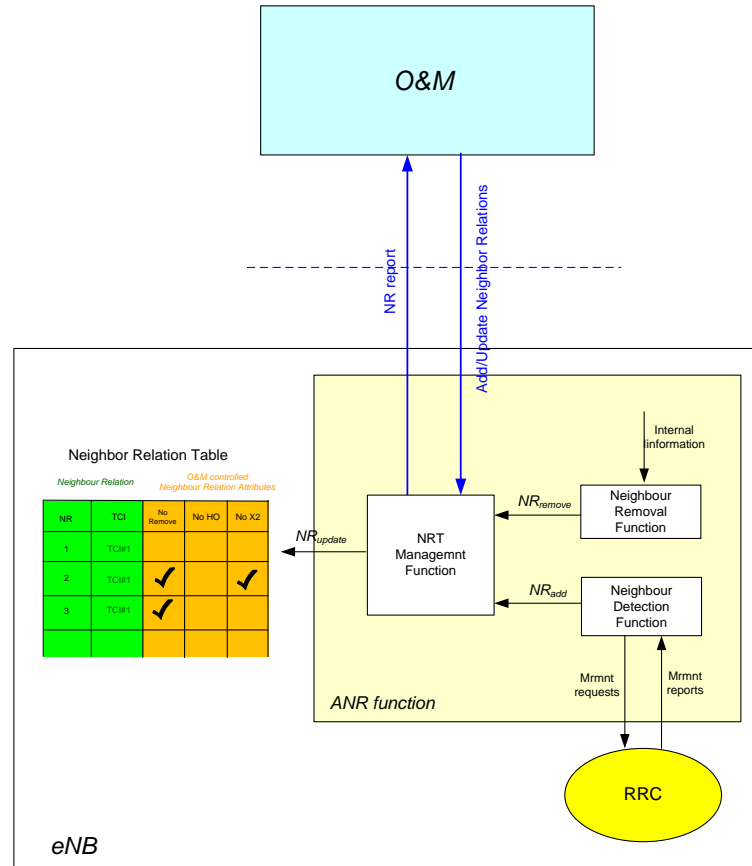 O&M
NR report
Add/Update Neighbor Relations
Neighbor Relation Table
Neighbour Relation
O&M controlled
Neighbour Relation Attributes
NR TCI No Remove No HO No X2
1 TCI#1
2 TCI#1 ✓ ✓
3 TCI#1 ✓
NRupdate
NRT
Managemnt
Function
Internal
Iinformation
NRremove
Neighbour
Removal
Function
NRadd
Neighbour
Detection
Function
Mrmnt
requests
Mrmnt
reports
ANR function
RRC
eNB